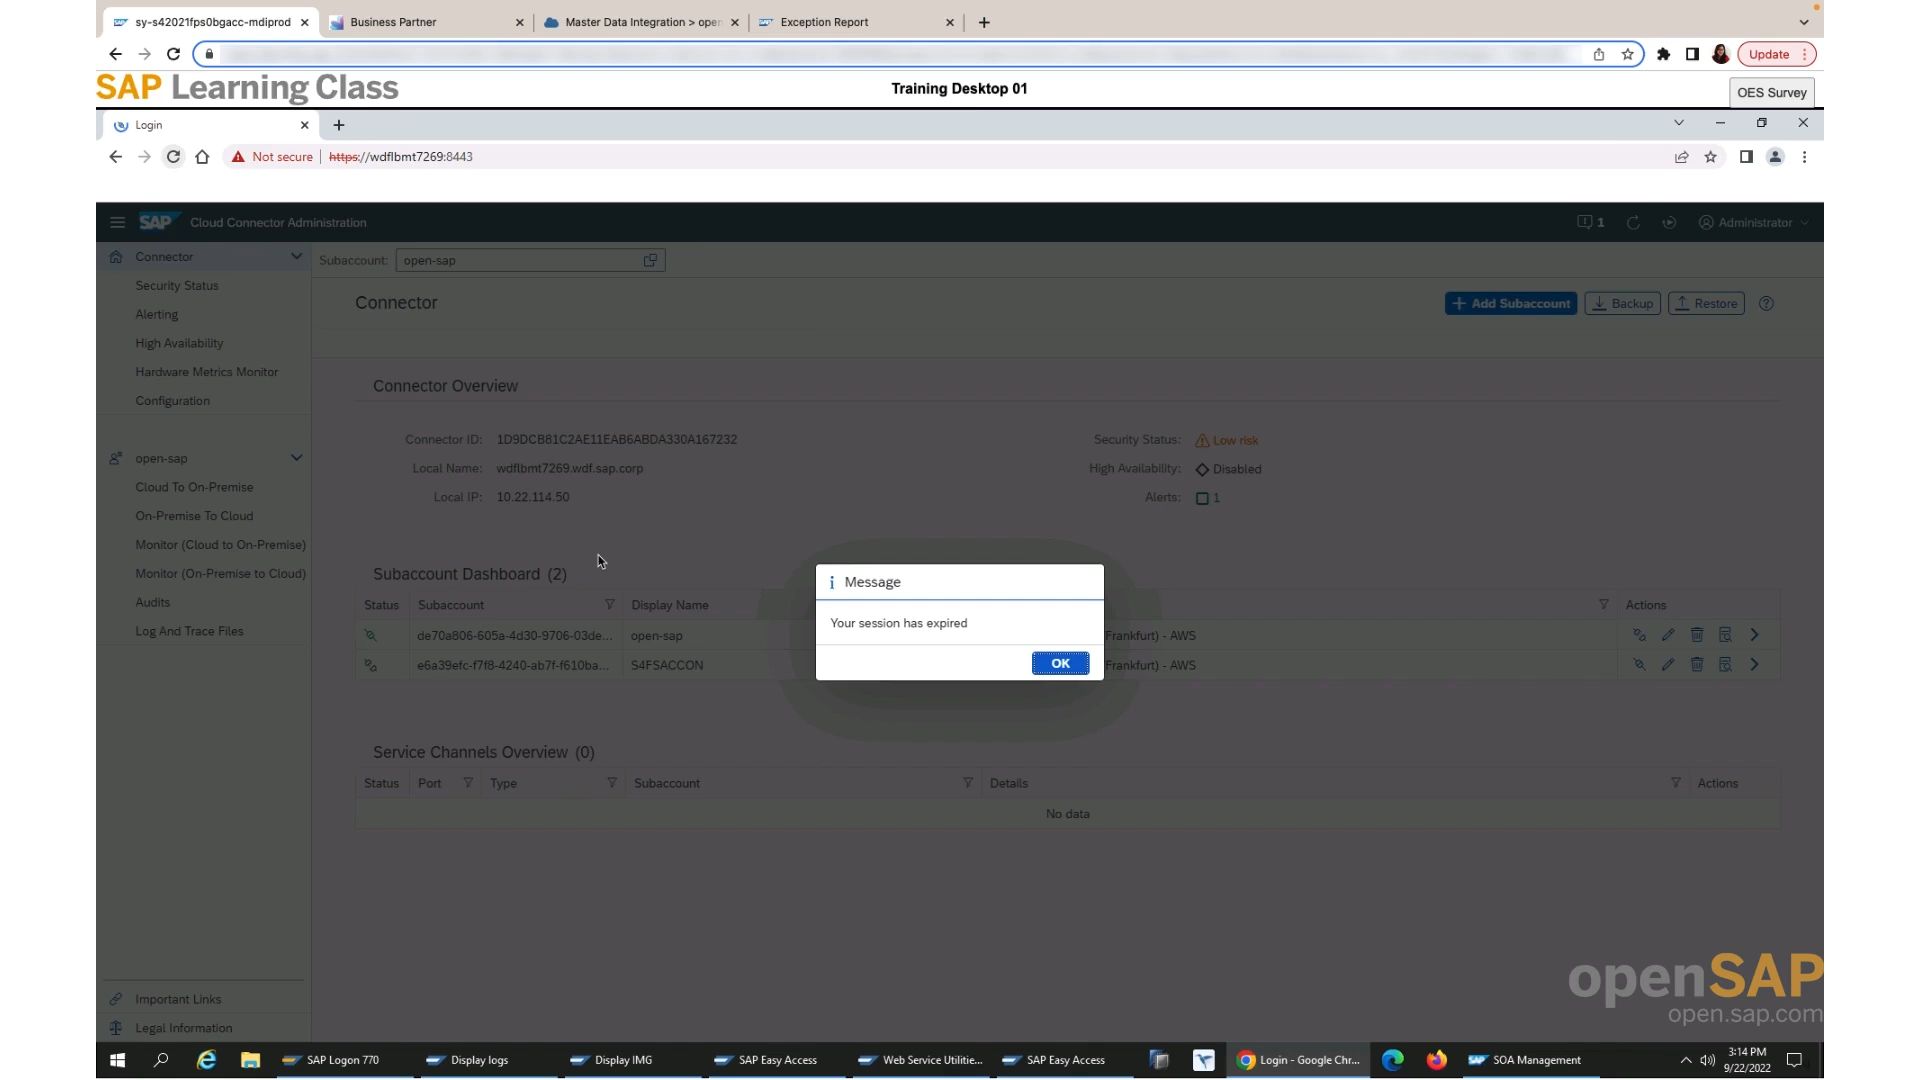 sy-s42021fps0bgacc-mdiprod
Business Partner
Master Data Integration > open
Exception Report
Update
SAP Learning Class
Training Desktop 01
OES Survey
Login
Not secure https://wdflbmt7269:8443
SAP Cloud Connector Administration
1
Administrator
Connector
Security Status
Alerting
High Availability
Hardware Metrics Monitor
Configuration
open-sap
Cloud To On-Premise
On-Premise To Cloud
Monitor (Cloud to On-Premise)
Monitor (On-Premise to Cloud)
Audits
Log And Trace Files
Important Links
Legal Information
Subaccount: open-sap
Connector
Add Subaccount
Backup
Restore
Connector Overview
Connector ID: 1D9DCB81C2AE11EAB6ABDA330A167232
Local Name: wdflbmt7269.wdf.sap.corp
Local IP: 10.22.114.50
Security Status: Low risk
High Availability: Disabled
Alerts: 1
Subaccount Dashboard (2)
Status Subaccount Display Name Actions
de70a806-605a-4d30-9706-03de... open-sap Frankfurt) - AWS
e6a39efc-f7f8-4240-ab7f-f610ba... S4FSACCON Frankfurt) - AWS
Message
Your session has expired
OK
Service Channels Overview (0)
Status Port Type Subaccount Details Actions
No data
openSAP
open.sap.com
SAP Logon 770
Display logs
Display IMG
SAP Easy Access
Web Service Utilitie...
SAP Easy Access
Login - Google Chr...
SOA Management
3:14 PM
9/22/2022